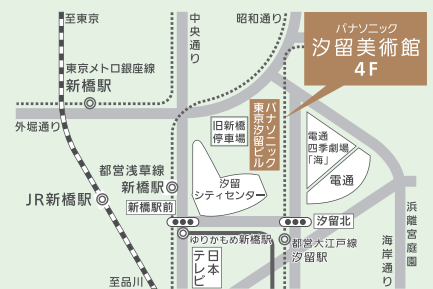 至東京
中央通り
昭和通り
パナソニック
汐留美術館
4F
東京メトロ銀座線
新橋駅
外堀通り
旧新橋
停車場
パナソニック
東京汐留ビル
電通
四季劇場
「海」
電通
都営浅草線
新橋駅
汐留
シティセンター
JR新橋駅
新橋駅前
汐留北
浜離宮庭園
ゆりかもめ新橋駅
都営大江戸線
汐留駅
海岸通り
日本
テレビ
至品川